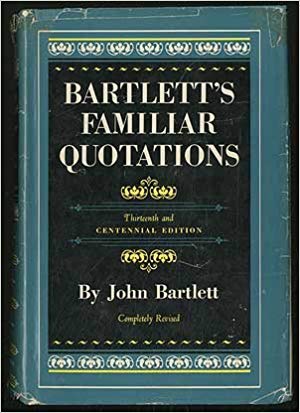 BARTLETT'S
FAMILIAR
QUOTATIONS
Thirteenth and
CENTENNIAL EDITION
By John Bartlett
Completely Revised